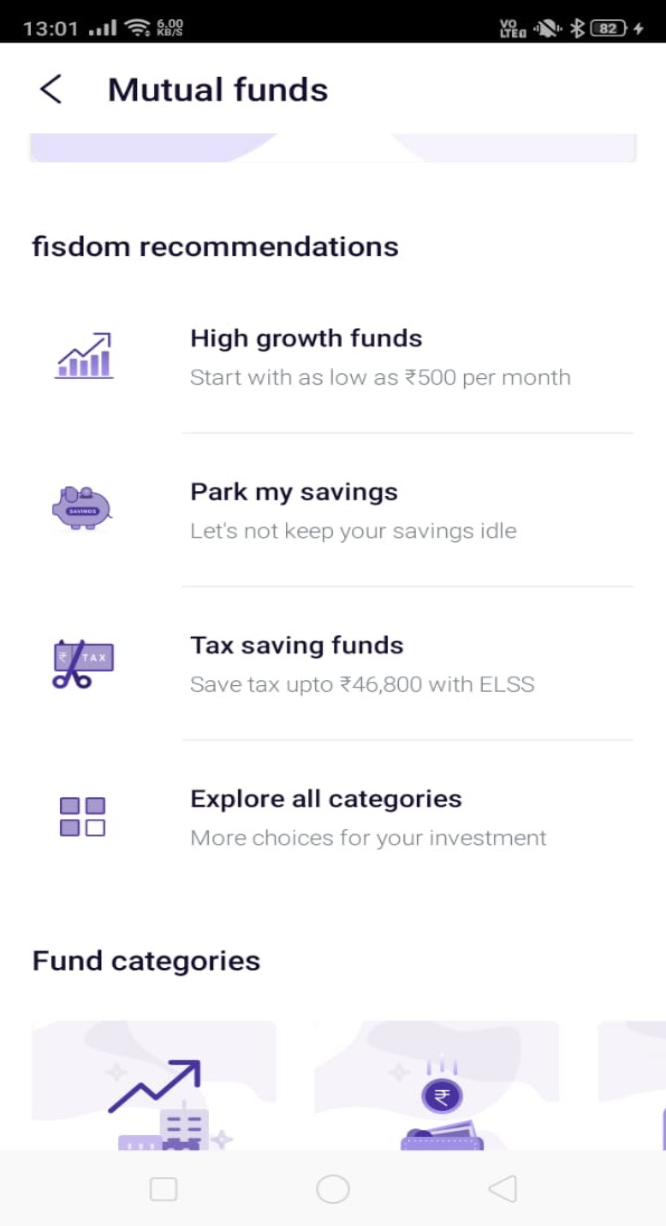 13:01 6.00 KB/S VO LTE 82
Mutual funds
fisdom recommendations
High growth funds
Start with as low as ₹500 per month
SAVINGS
Park my savings
Let's not keep your savings idle
₹ TAX
Tax saving funds
Save tax upto ₹46,800 with ELSS
Explore all categories
More choices for your investment
Fund categories
₹